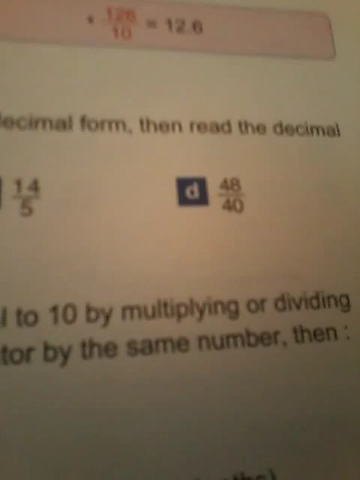 • 126/10 = 12.6
decimal form, then read the decimal
14/5 d 48/40
l to 10 by multiplying or dividing
tor by the same number, then :